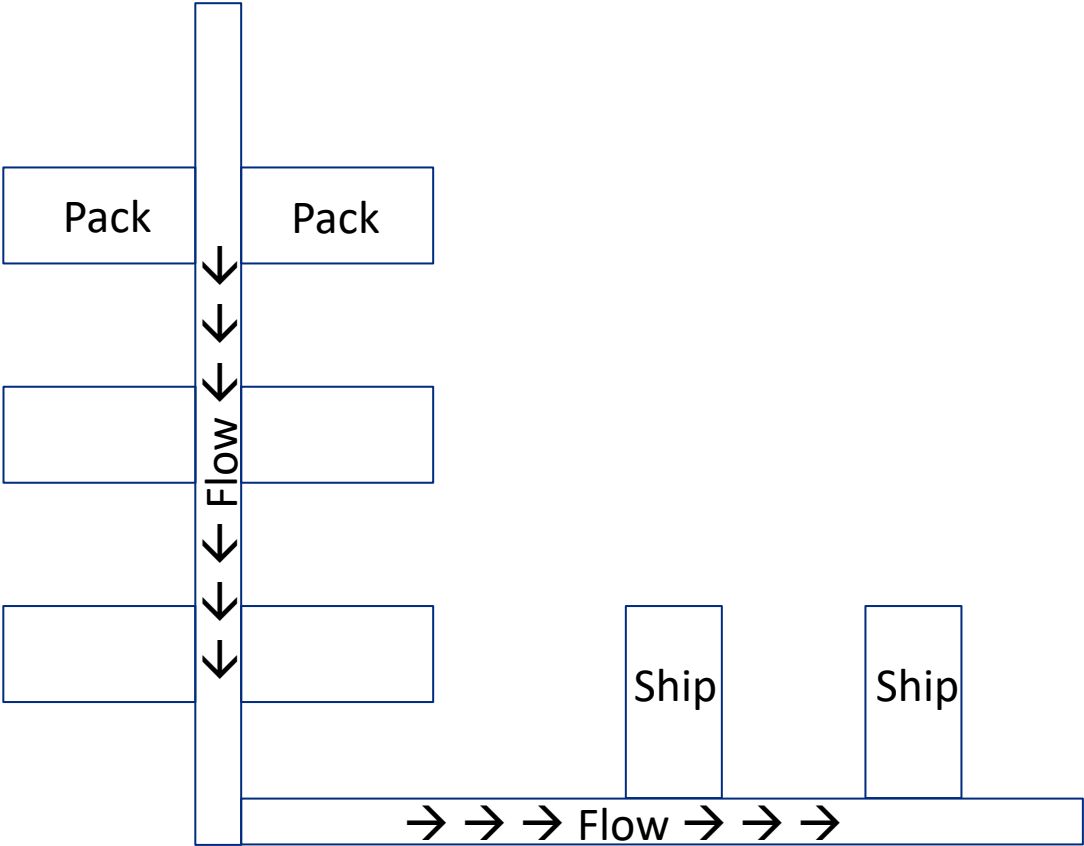 Pack
Pack
↓ ↓ ↓ Flow ↓ ↓ ↓
Ship
Ship
→ → → Flow → → →